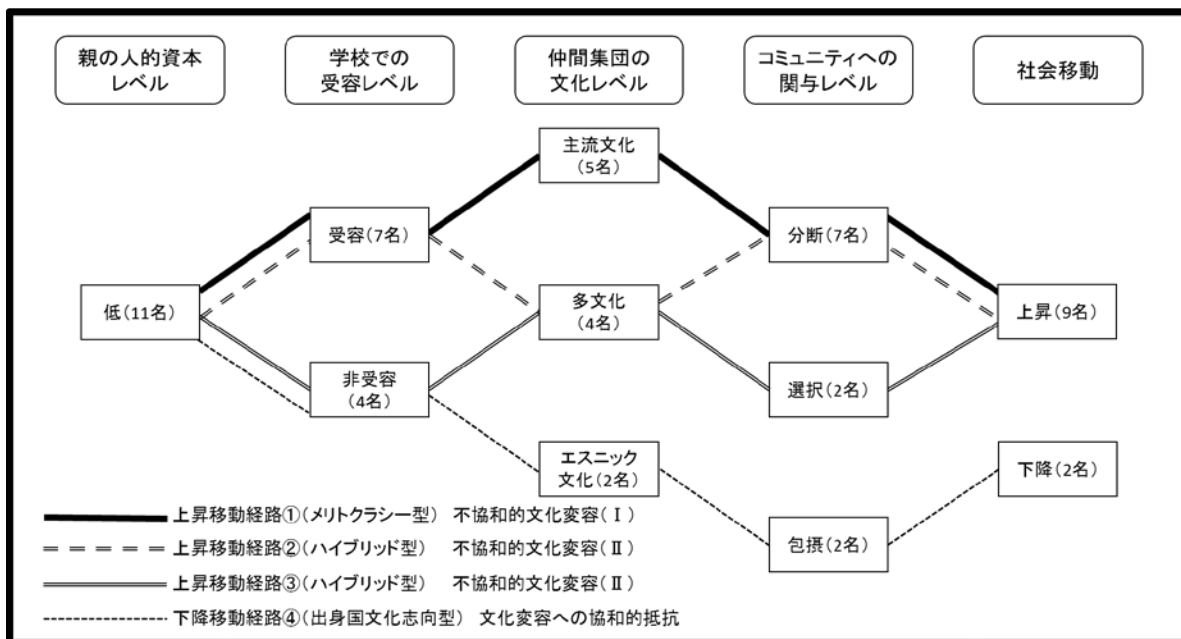 親の人的資本
レベル
学校での
受容レベル
仲間集団の
文化レベル
コミュニティへの
関与レベル
社会移動
主流文化
(5名)
受容(7名)
分断(7名)
低(11名)
多文化
(4名)
上昇(9名)
非受容
(4名)
選択(2名)
エスニック
文化(2名)
下降(2名)
包摂(2名)
上昇移動経路①(メリトクラシー型) 不協和的文化変容(Ⅰ)
上昇移動経路②(ハイブリッド型) 不協和的文化変容(Ⅱ)
上昇移動経路③(ハイブリッド型) 不協和的文化変容(Ⅱ)
下降移動経路④(出身国文化志向型) 文化変容への協和的抵抗